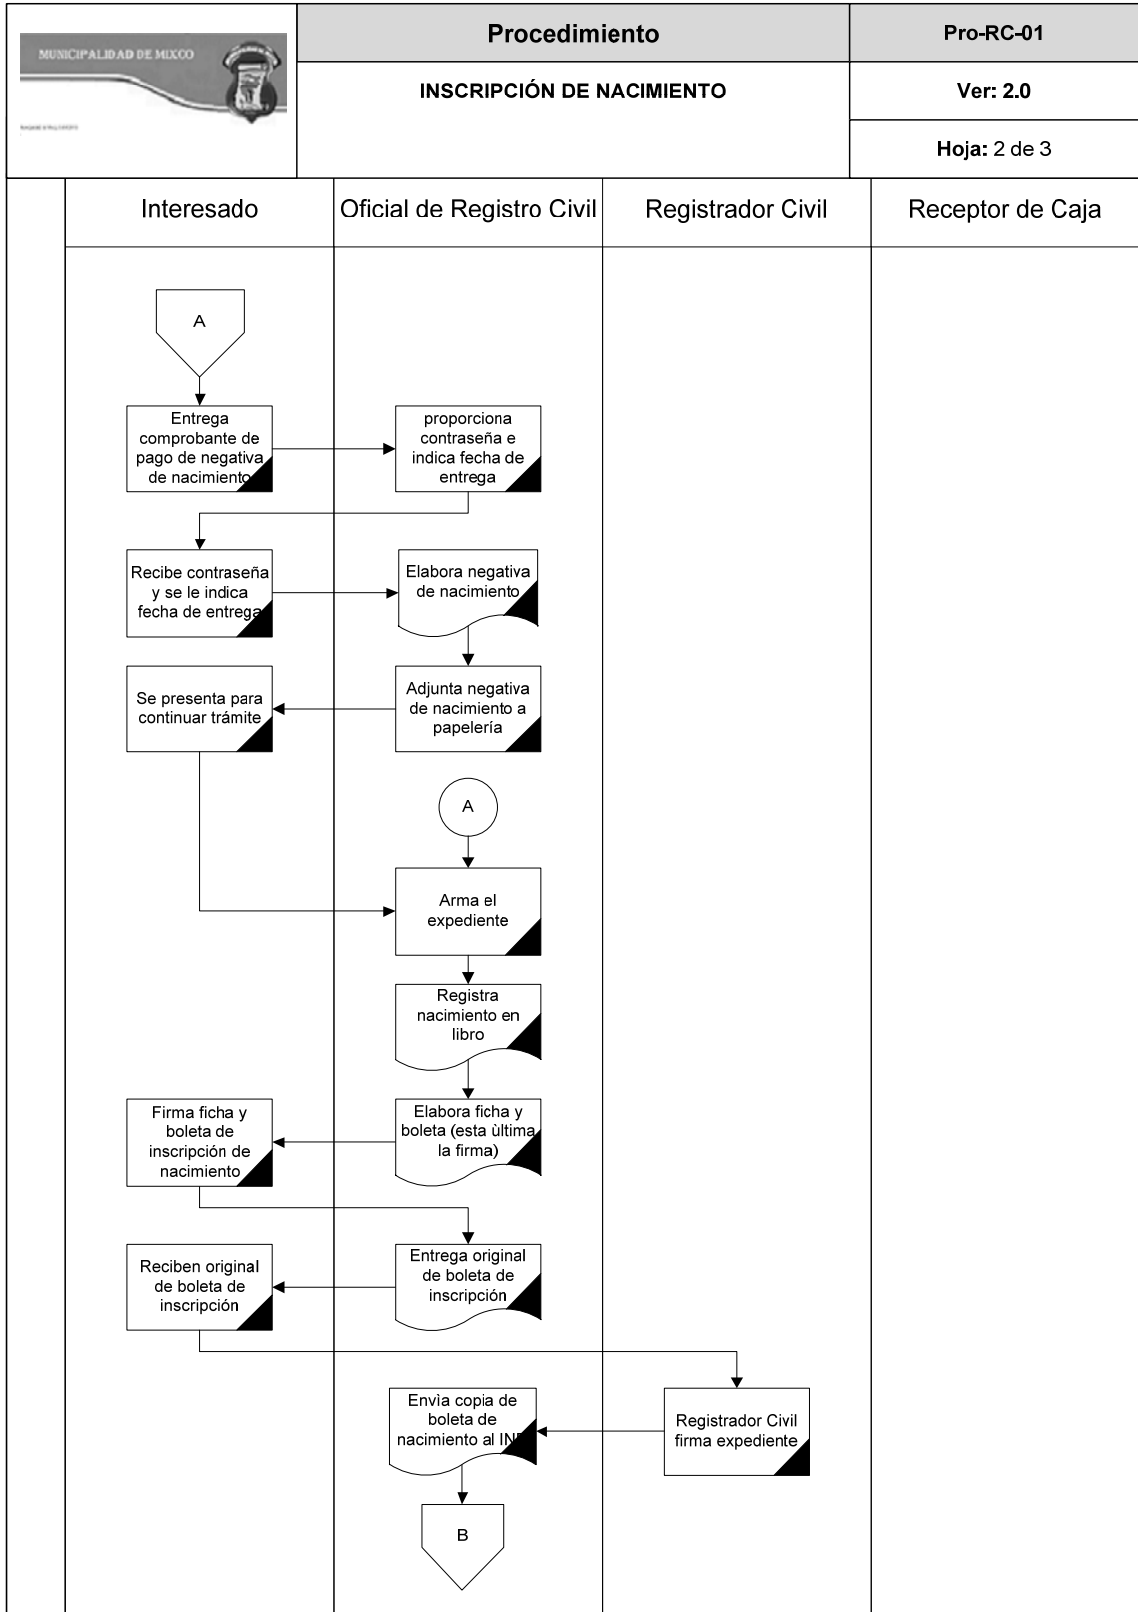 MUNICIPALIDAD DE MIXCO
Procedimiento
Pro-RC-01
INSCRIPCIÓN DE NACIMIENTO
Ver: 2.0
Hoja: 2 de 3
Interesado
Oficial de Registro Civil
Registrador Civil
Receptor de Caja
A
Entrega
comprobante de
pago de negativa
de nacimiento
proporciona
contraseña e
indica fecha de
entrega
Recibe contraseña
y se le indica
fecha de entrega
Elabora negativa
de nacimiento
Se presenta para
continuar trámite
Adjunta negativa
de nacimiento a
papelería
A
Arma el
expediente
Registra
nacimiento en
libro
Firma ficha y
boleta de
inscripción de
nacimiento
Elabora ficha y
boleta (esta ùltima
la firma)
Reciben original
de boleta de
inscripción
Entrega original
de boleta de
inscripción
Envìa copia de
boleta de
nacimiento al INE
Registrador Civil
firma expediente
B